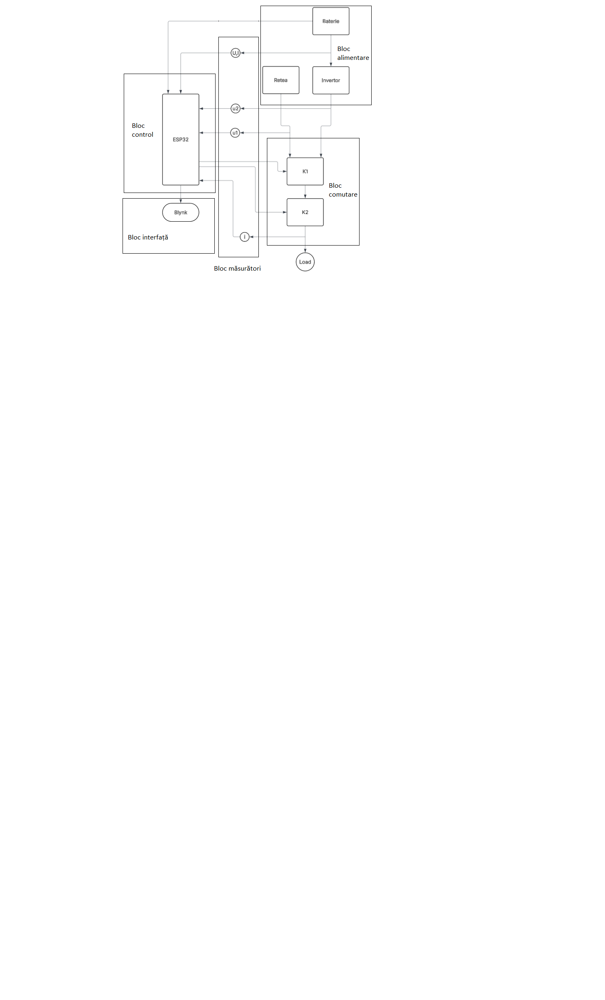 Baterie
Bloc
alimentare
U,I
Retea
Invertor
u2
Bloc
control
u1
ESP32
K1
Bloc
comutare
Blynk
K2
Bloc interfață
i
Load
Bloc măsurători